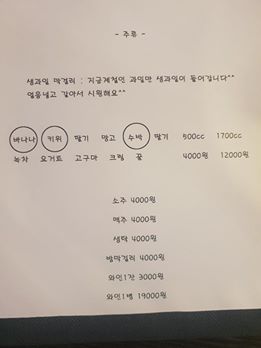 - 주류 -
생과일 막걸리 : 지금제철인 과일만 생과일이 들어갑니다^^
얼음넣고 갈아서 시원해요^^
바나나 키위 딸기 망고 수박 딸기 500cc 1700cc
녹차 요거트 고구마 크림 꿀 4000원 12000원
소주 4000원
맥주 4000원
생탁 4000원
밤막걸리 4000원
와인1잔 3000원
와인1병 19000원